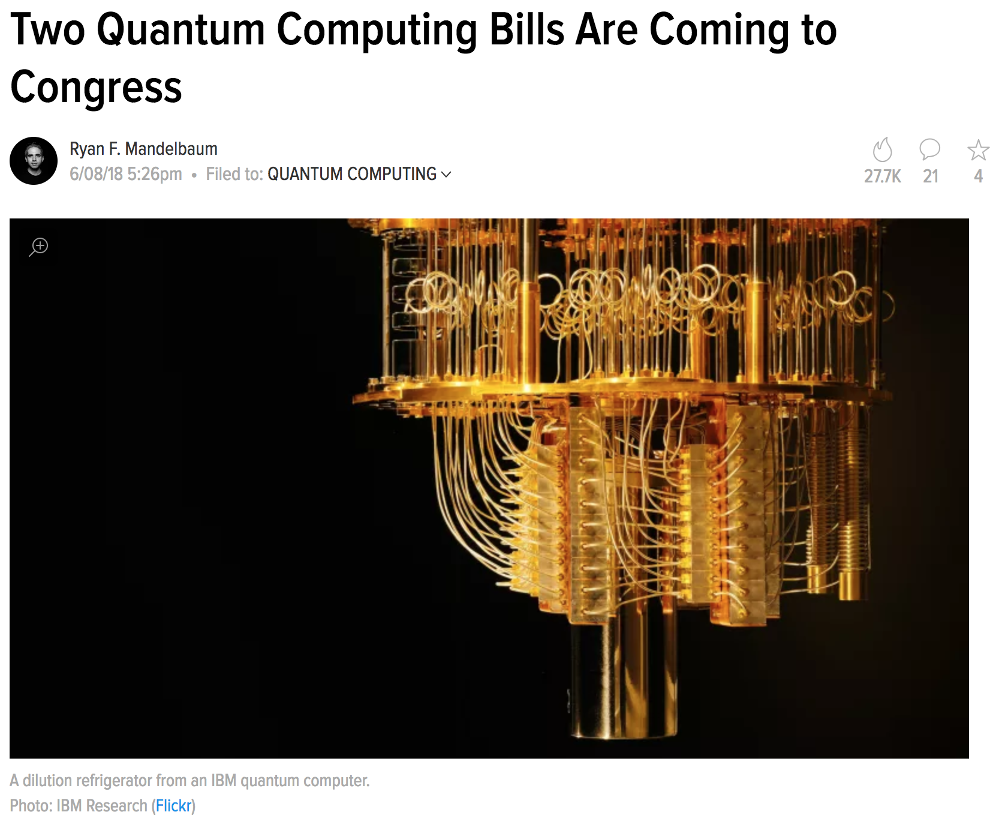 Two Quantum Computing Bills Are Coming to
Congress
Ryan F. Mandelbaum
6/08/18 5:26pm • Filed to: QUANTUM COMPUTING
27.7K 21 4
A dilution refrigerator from an IBM quantum computer.
Photo: IBM Research (Flickr)